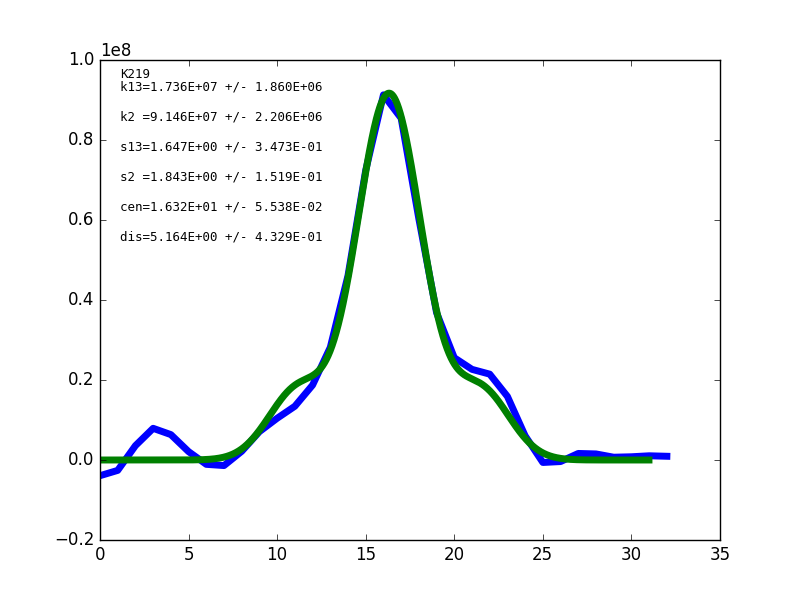 1e8
K219
k13=1.736E+07 +/- 1.860E+06
k2 =9.146E+07 +/- 2.206E+06
s13=1.647E+00 +/- 3.473E-01
s2 =1.843E+00 +/- 1.519E-01
cen=1.632E+01 +/- 5.538E-02
dis=5.164E+00 +/- 4.329E-01
1.0
0.8
0.6
0.4
0.2
0.0
−0.2
0 5 10 15 20 25 30 35